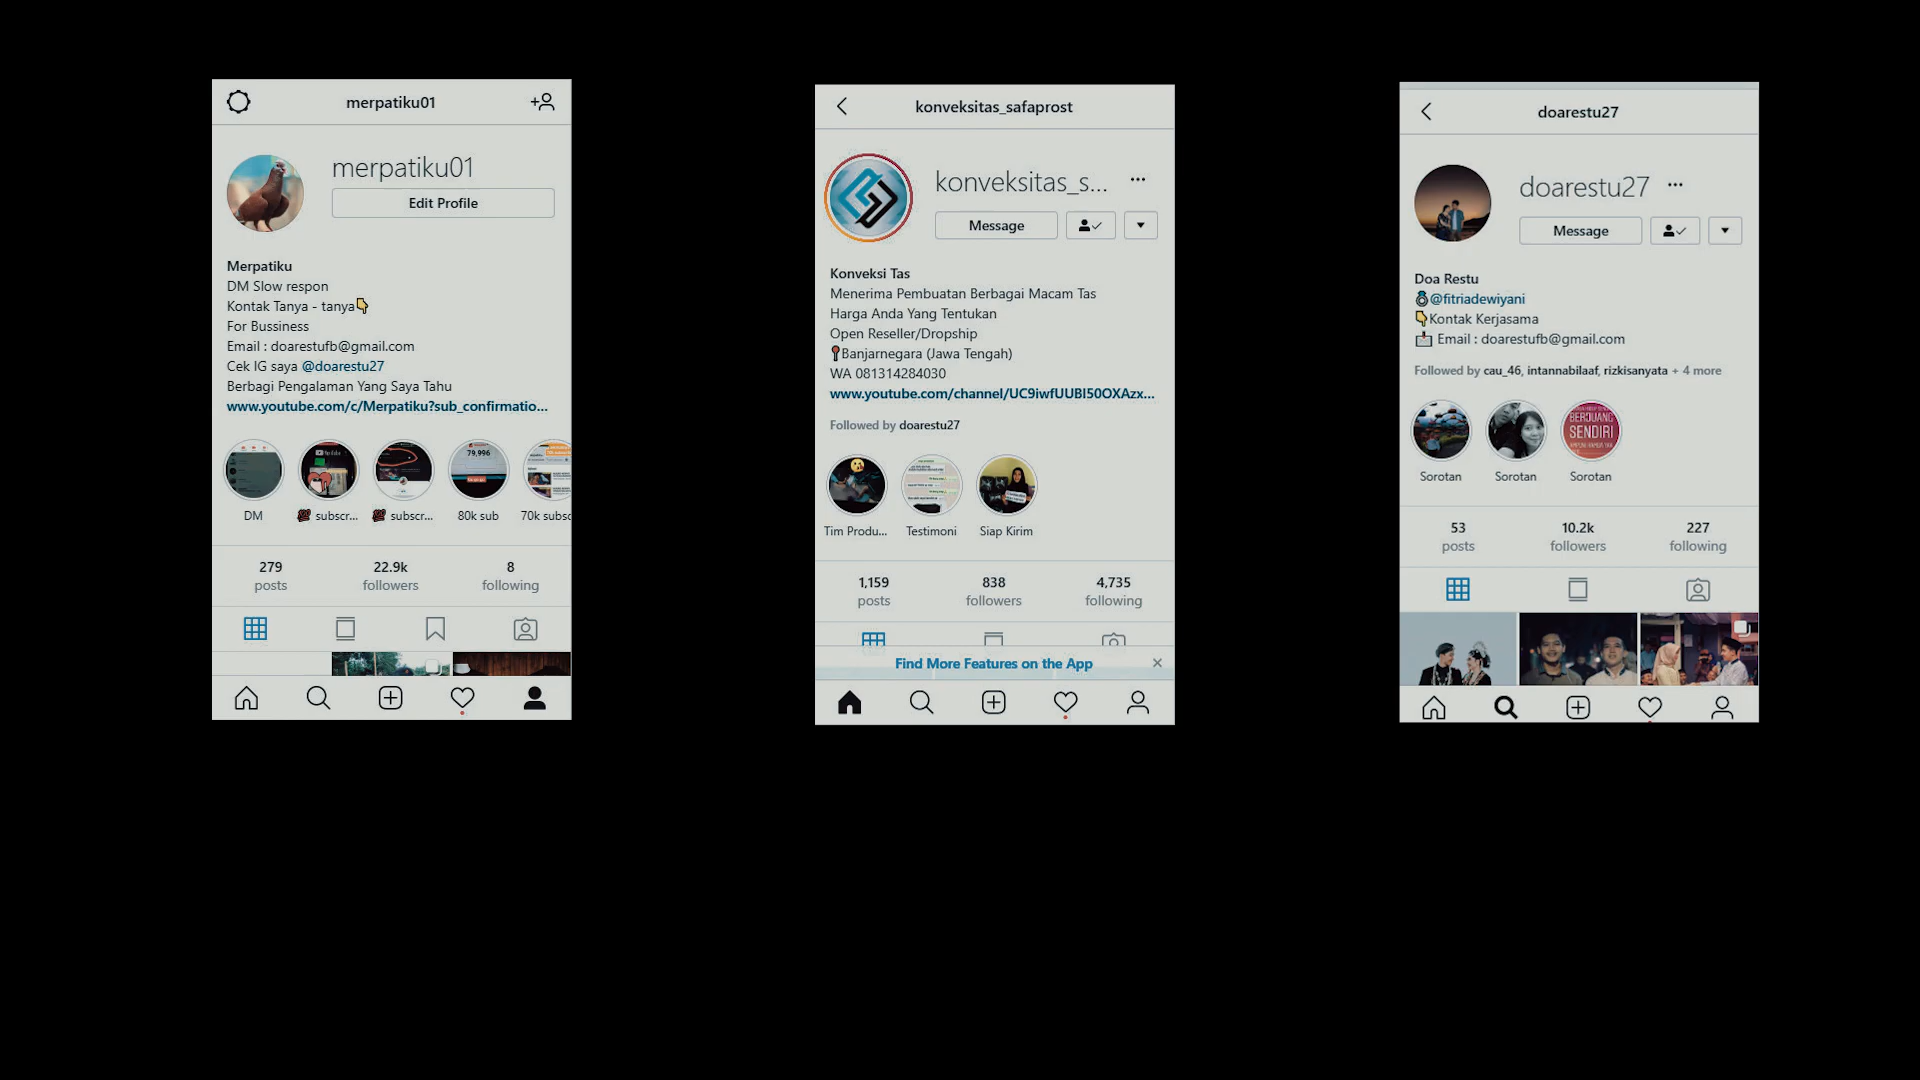 merpatiku01
merpatiku01
Edit Profile
Merpatiku
DM Slow respon
Kontak Tanya - tanya👇
For Bussiness
Email : doarestufb@gmail.com
Cek IG saya @doarestu27
Berbagi Pengalaman Yang Saya Tahu
www.youtube.com/c/Merpatiku?sub_confirmatio...
79,996
DM
💯 subscr...
💯 subscr...
80k sub
70k subsc
279
posts
22.9k
followers
8
following
konveksitas_safaprost
konveksitas_s...
Message
Konveksi Tas
Menerima Pembuatan Berbagai Macam Tas
Harga Anda Yang Tentukan
Open Reseller/Dropship
📍Banjarnegara (Jawa Tengah)
WA 081314284030
www.youtube.com/channel/UC9iwfUUBl50OXAzx...
Followed by doarestu27
Tim Produ...
Testimoni
Siap Kirim
1,159
posts
838
followers
4,735
following
Find More Features on the App
doarestu27
doarestu27
Message
Doa Restu
💍@fitriadewiyani
👇Kontak Kerjasama
📩 Email : doarestufb@gmail.com
Followed by cau_46, intannabilaaf, rizkisanyata + 4 more
BERJUANG
SENDIRI
Sorotan
Sorotan
Sorotan
53
posts
10.2k
followers
227
following